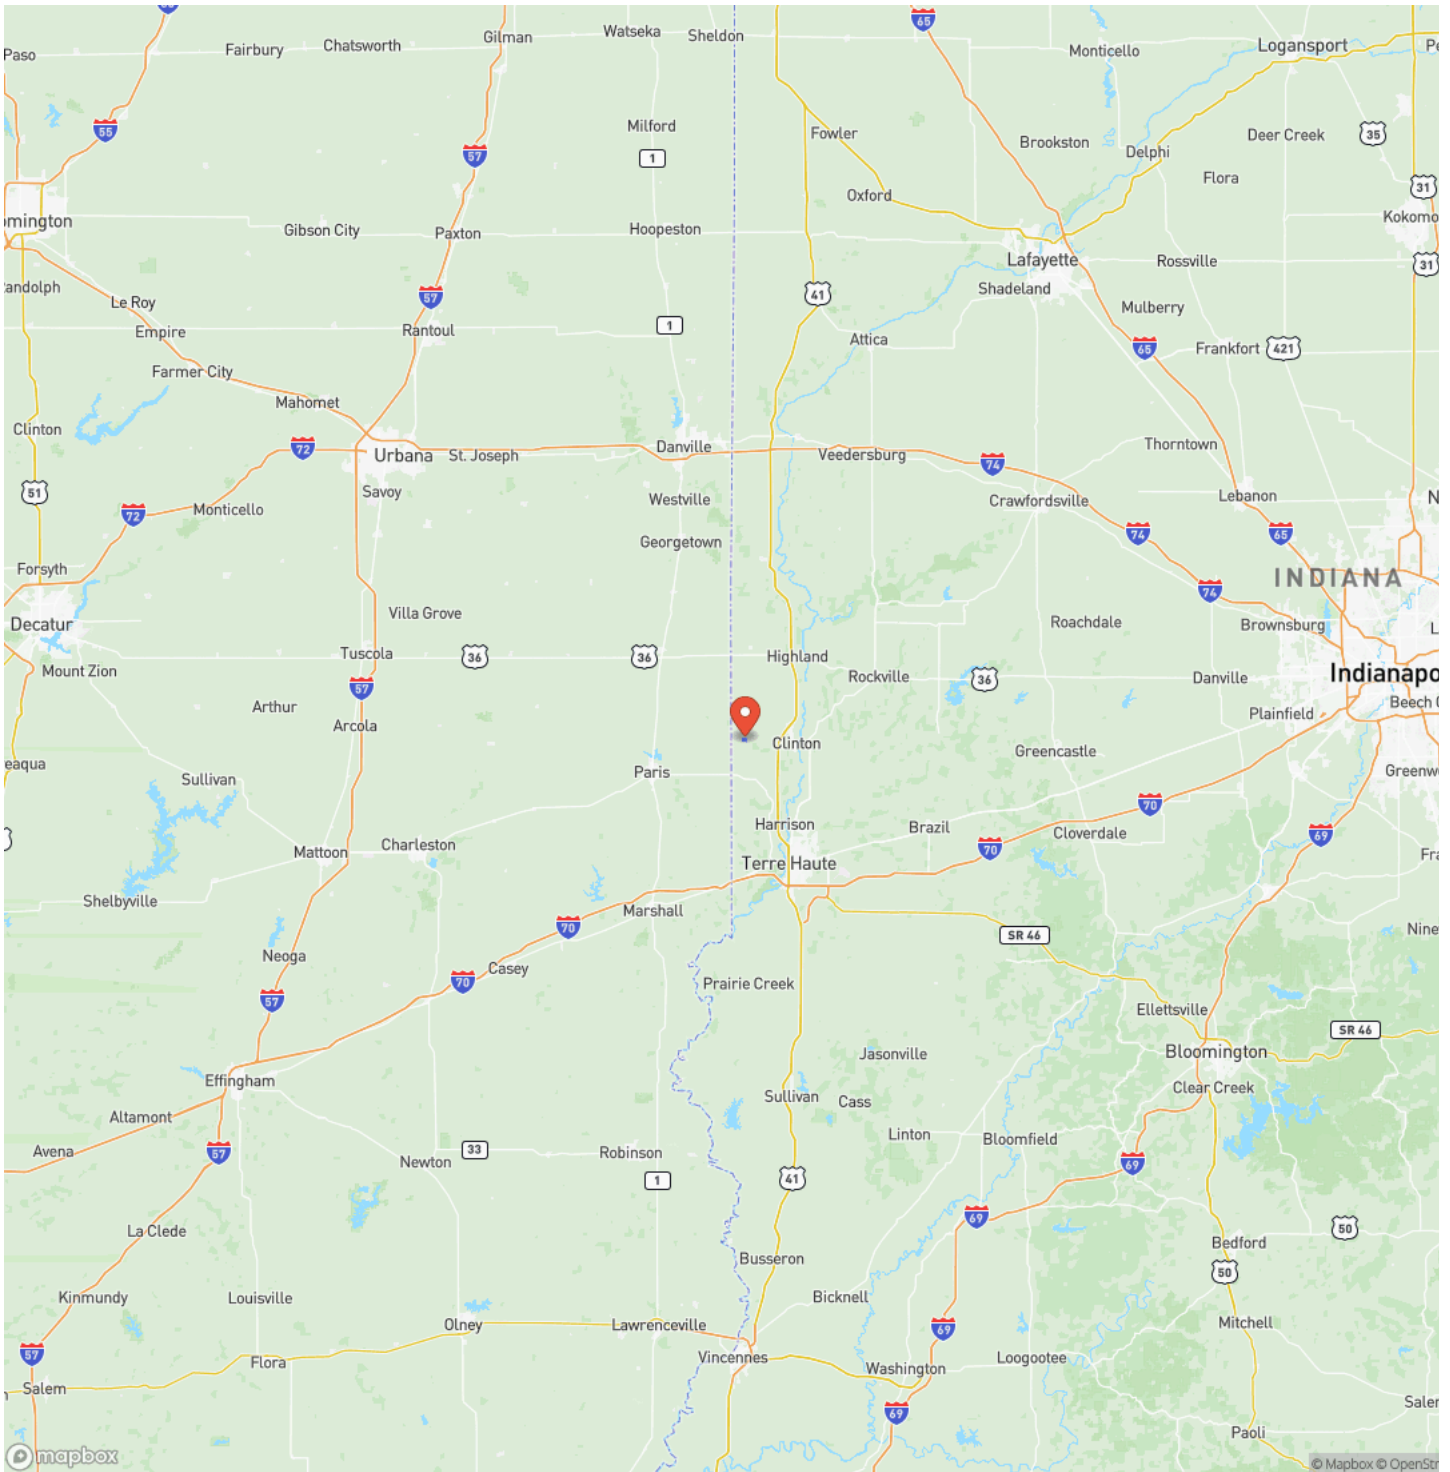 55
65
Gilman
Watseka
Sheldon
Paso
Fairbury
Chatsworth
Monticello
Logansport
55
Milford
57
1
Fowler
Brookston
Delphi
Deer Creek
35
Flora
31
Oxford
Kokomo
omington
Gibson City
Paxton
Hoopeston
Lafayette
Rossville
31
andolph
Le Roy
57
41
Shadeland
Mulberry
Empire
Rantoul
1
Attica
65
Frankfort
421
Farmer City
Mahomet
Clinton
72
Urbana
St. Joseph
Danville
Veedersburg
74
Thorntown
51
Savoy
Westville
Crawfordsville
Lebanon
N
72
Monticello
Georgetown
74
65
Forsyth
INDIANA
74
Decatur
Villa Grove
Roachdale
Brownsburg
L
Tuscola
36
36
Highland
Mount Zion
57
Rockville
36
Danville
Indianapo
Arthur
Arcola
Plainfield
Beech
Clinton
Greencastle
eaqua
Sullivan
Paris
Greenw
70
Harrison
Brazil
Cloverdale
69
Mattoon
Charleston
Terre Haute
70
Fra
Shelbyville
Marshall
70
SR 46
Nine
Neoga
Casey
70
Prairie Creek
57
Ellettsville
SR 46
Jasonville
Bloomington
Effingham
Sullivan
Cass
Clear Creek
Altamont
Linton
Bloomfield
Avena
57
33
Newton
Robinson
69
1
41
La Clede
69
50
Bedford
Busseron
50
Kinmundy
Louisville
Bicknell
Olney
Lawrenceville
69
Mitchell
57
Flora
Vincennes
Washington
Loogootee
Salem
69
Saler
Paoli
mapbox
© Mapbox © OpenStr